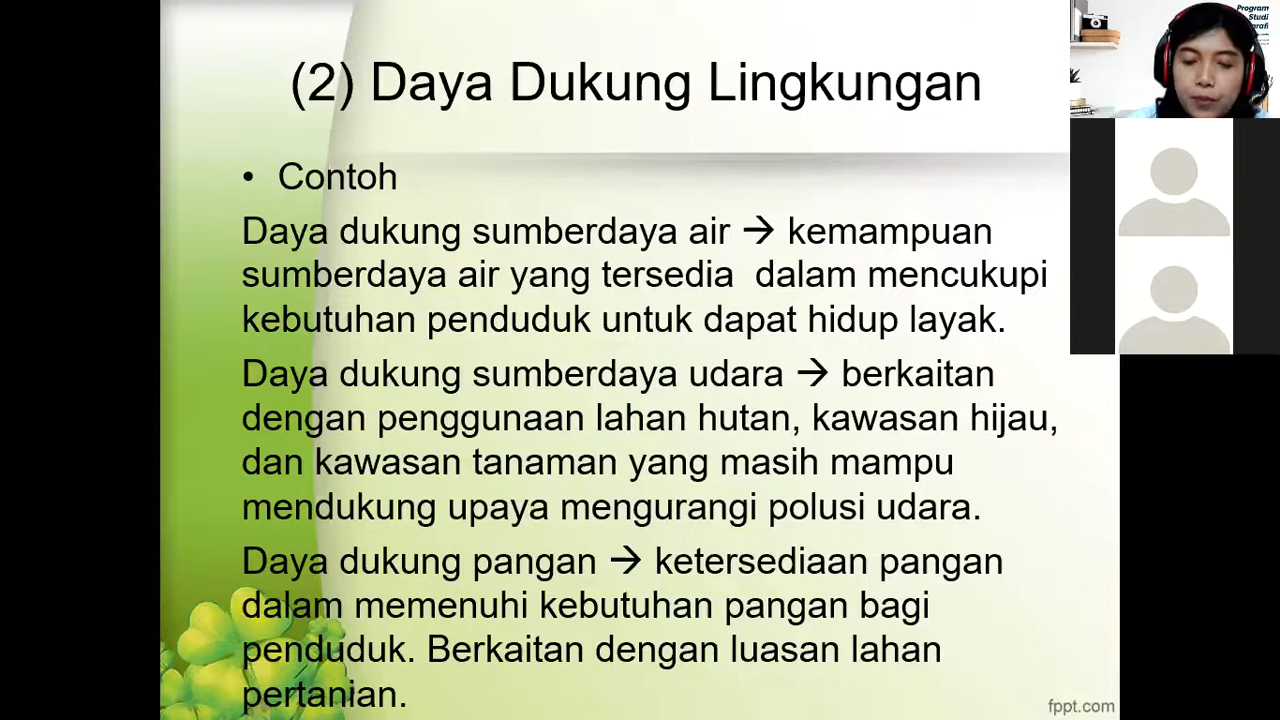 (2) Daya Dukung Lingkungan
• Contoh
Daya dukung sumberdaya air → kemampuan
sumberdaya air yang tersedia dalam mencukupi
kebutuhan penduduk untuk dapat hidup layak.
Daya dukung sumberdaya udara → berkaitan
dengan penggunaan lahan hutan, kawasan hijau,
dan kawasan tanaman yang masih mampu
mendukung upaya mengurangi polusi udara.
Daya dukung pangan → ketersediaan pangan
dalam memenuhi kebutuhan pangan bagi
penduduk. Berkaitan dengan luasan lahan
pertanian.
fppt.com
Program
Studi